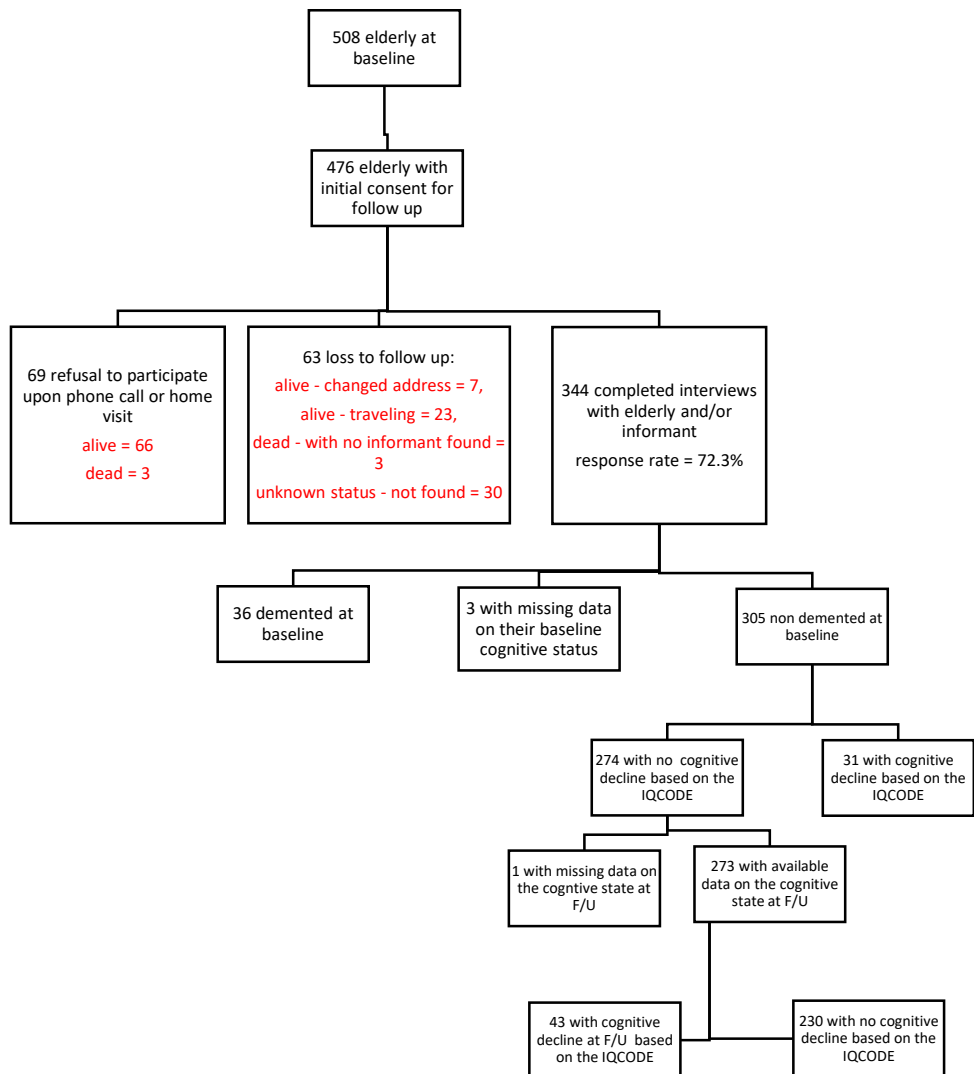 508 elderly at
baseline
476 elderly with
initial consent for
follow up
69 refusal to participate
upon phone call or home
visit
alive = 66
dead = 3
63 loss to follow up:
alive - changed address = 7,
alive - traveling = 23,
dead - with no informant found =
3
unknown status - not found = 30
344 completed interviews
with elderly and/or
informant
response rate = 72.3%
36 demented at
baseline
3 with missing data
on their baseline
cognitive status
305 non demented at
baseline
274 with no cognitive
decline based on the
IQCODE
31 with cognitive
decline based on the
IQCODE
1 with missing data on
the cogntive state at
F/U
273 with available
data on the cognitive
state at F/U
43 with cognitive
decline at F/U based
on the IQCODE
230 with no cognitive
decline based on the
IQCODE